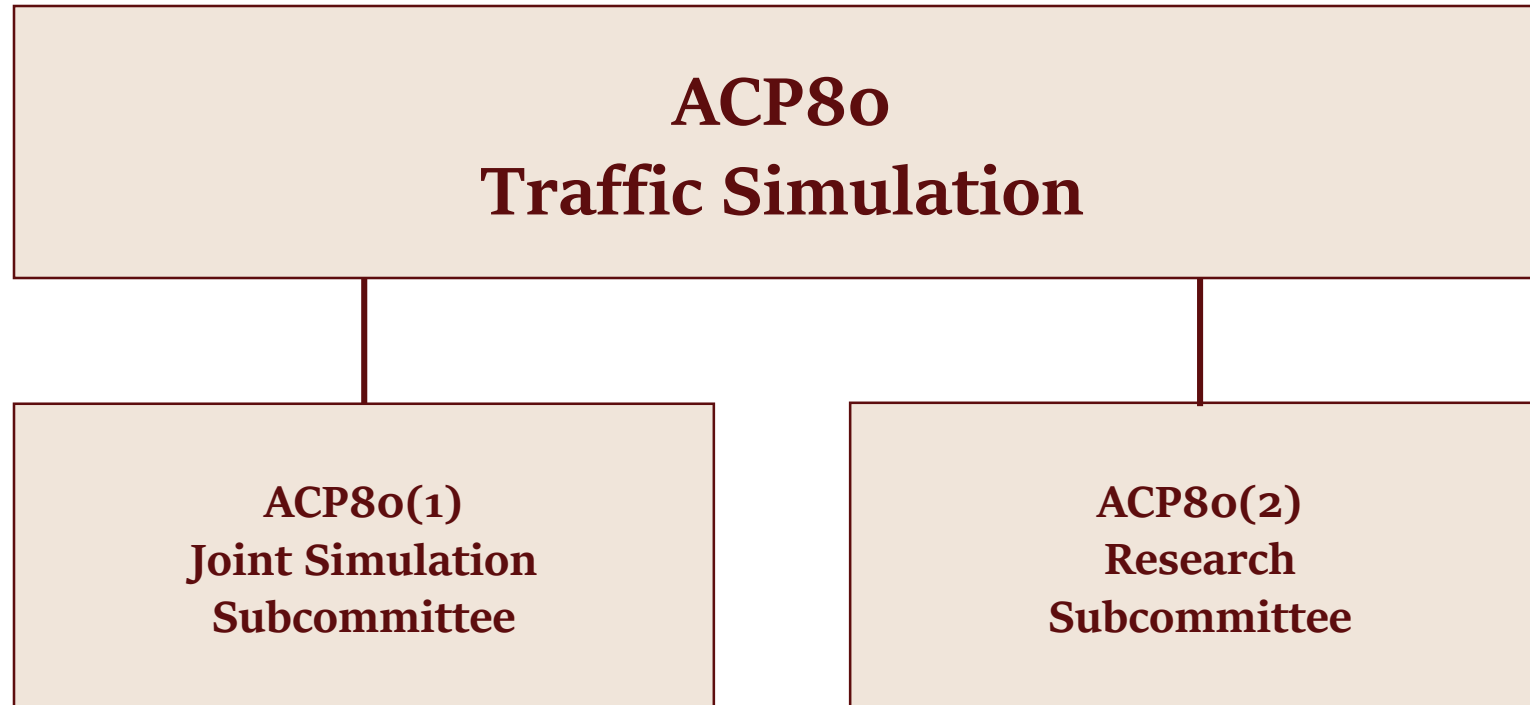 ACP80
Traffic Simulation
ACP80(1)
Joint Simulation
Subcommittee
ACP80(2)
Research
Subcommittee